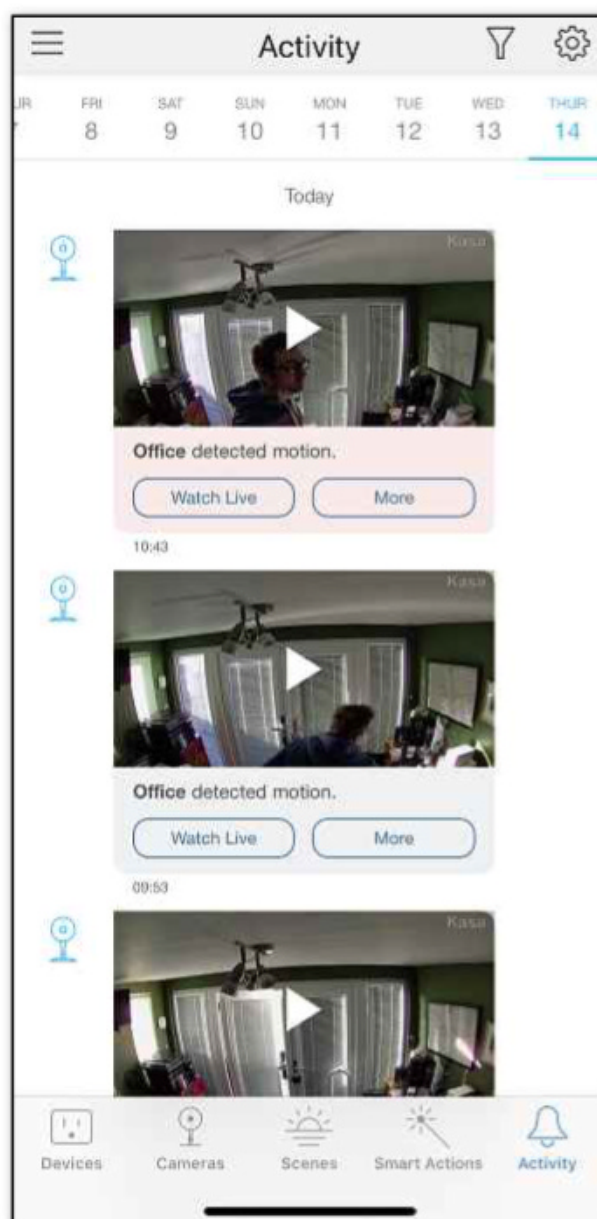 Activity
FRI SAT SUN MON TUE WED THUR
8 9 10 11 12 13 14
Today
Kasa
Office detected motion.
Watch Live More
10:43
Kasa
Office detected motion.
Watch Live More
09:53
Kasa
Devices Cameras Scenes Smart Actions Activity